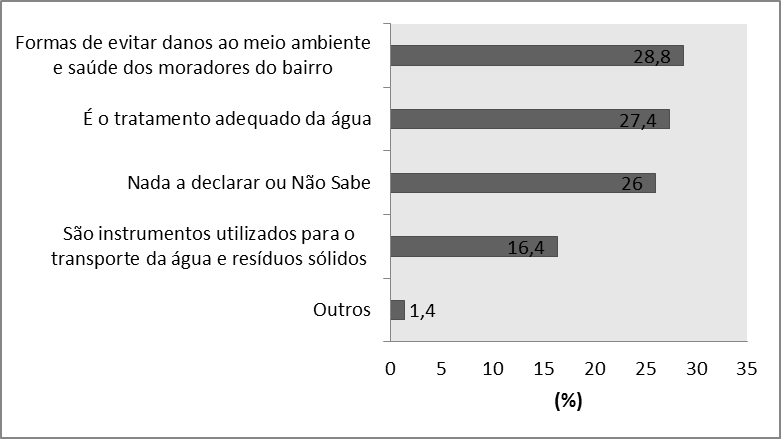 Formas de evitar danos ao meio ambiente
e saúde dos moradores do bairro
28,8
É o tratamento adequado da água
27,4
Nada a declarar ou Não Sabe
26
São instrumentos utilizados para o
transporte da água e resíduos sólidos
16,4
Outros
1,4
0 5 10 15 20 25 30 35
(%)